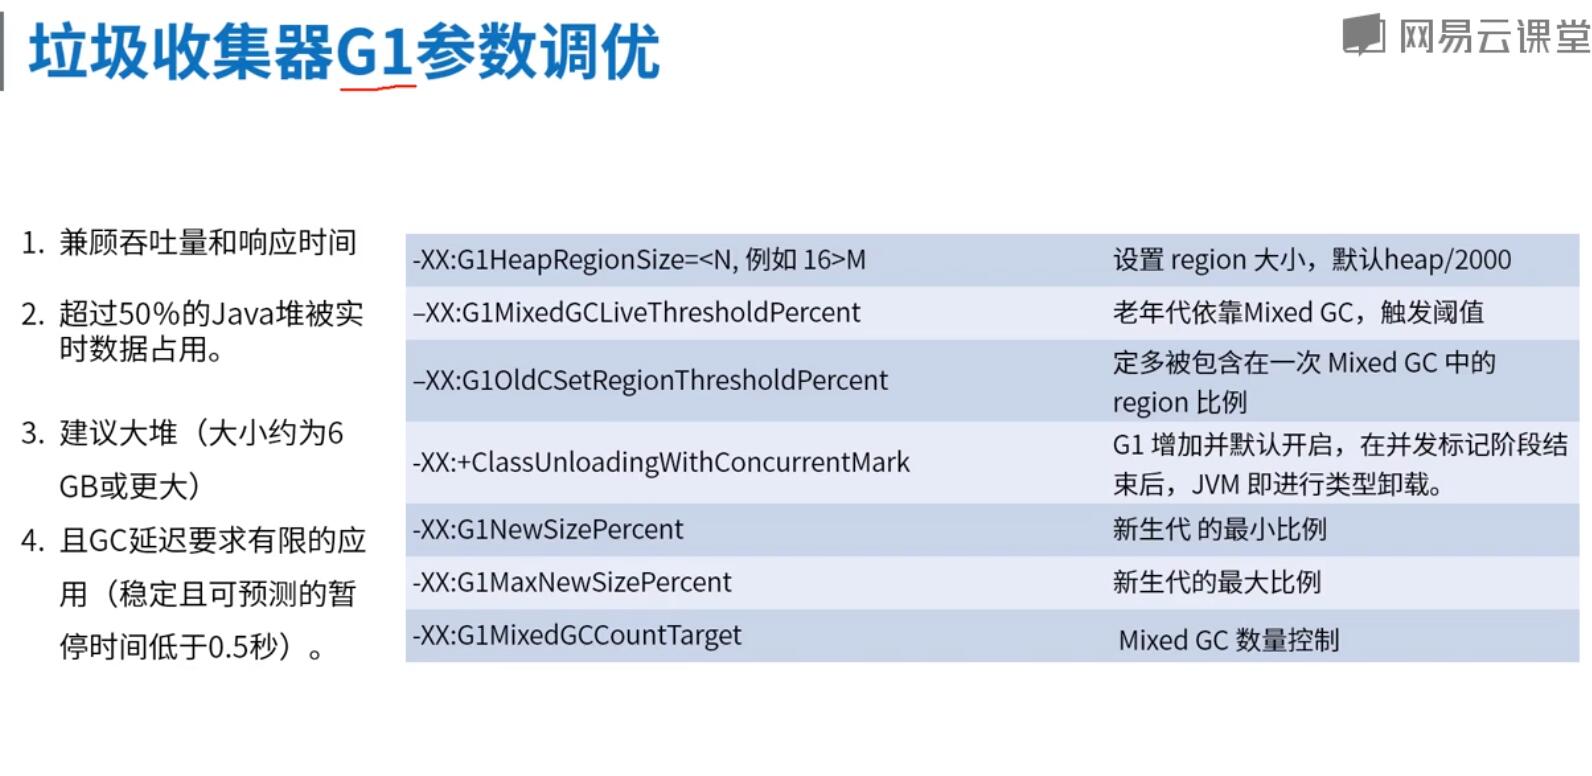 垃圾收集器G1参数调优
网易云课堂
1. 兼顾吞吐量和响应时间
2. 超过50%的Java堆被实
时数据占用。
3. 建议大堆（大小约为6
GB或更大）
4. 且GC延迟要求有限的应
用（稳定且可预测的暂
停时间低于0.5秒）。
-XX:G1HeapRegionSize=<N, 例如 16>M
设置 region 大小，默认heap/2000
–XX:G1MixedGCLiveThresholdPercent
老年代依靠Mixed GC，触发阈值
–XX:G1OldCSetRegionThresholdPercent
定多被包含在一次 Mixed GC 中的
region 比例
-XX:+ClassUnloadingWithConcurrentMark
G1 增加并默认开启，在并发标记阶段结
束后，JVM 即进行类型卸载。
-XX:G1NewSizePercent
新生代 的最小比例
-XX:G1MaxNewSizePercent
新生代的最大比例
-XX:G1MixedGCCountTarget
Mixed GC 数量控制